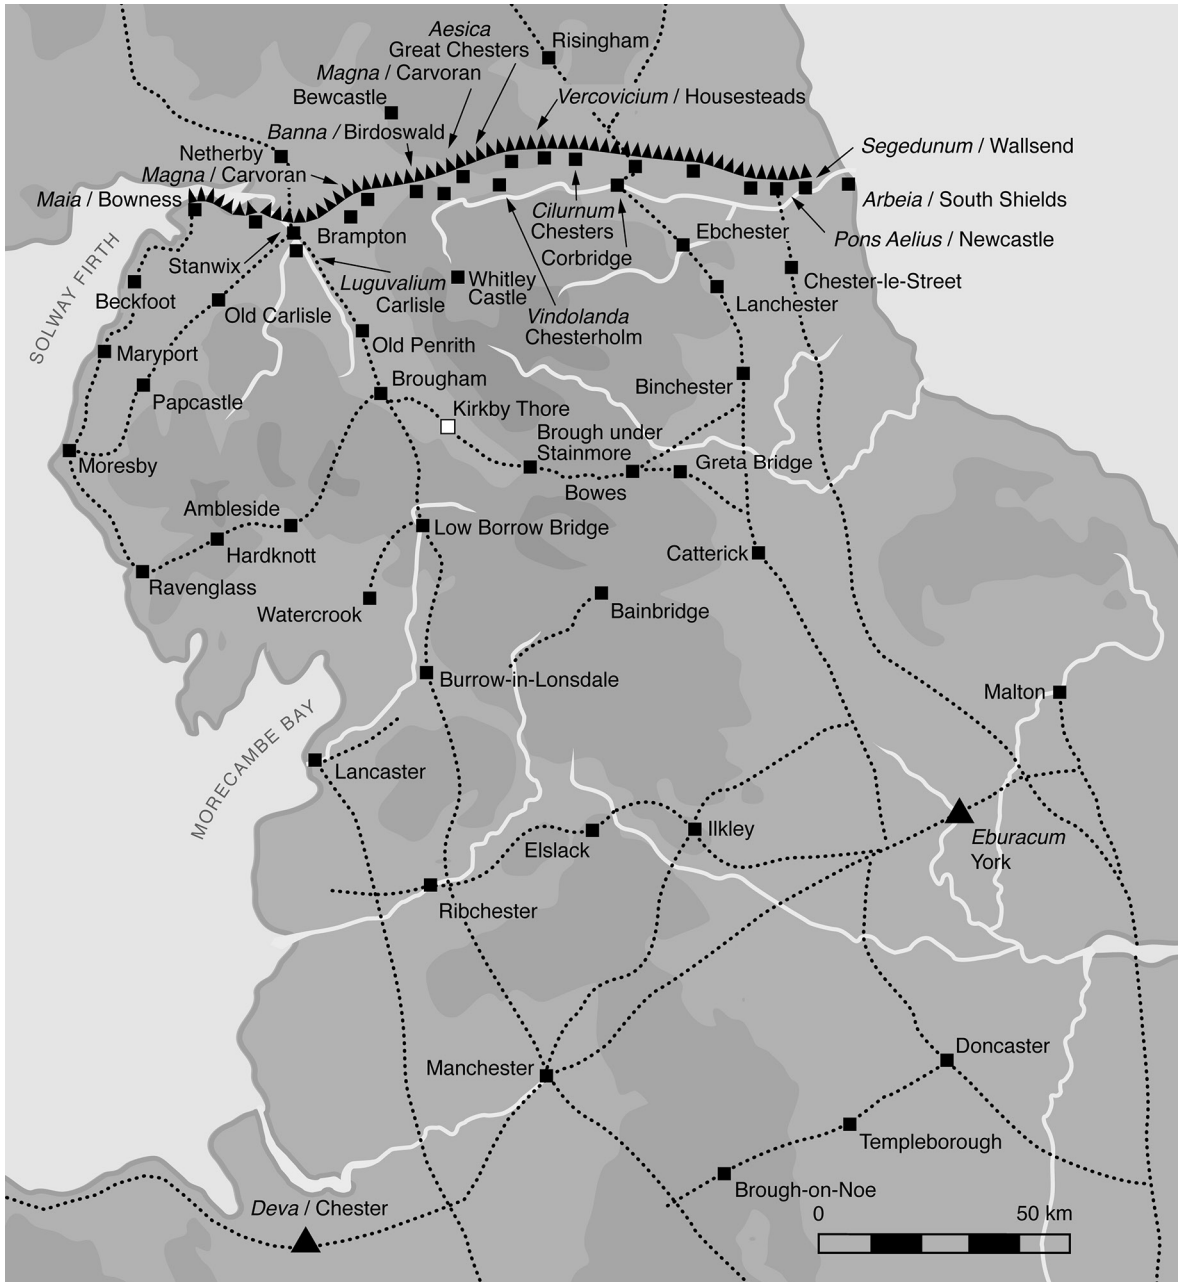 Aesica
Great Chesters
Risingham
Magna / Carvoran
Bewcastle
Vercovicium / Housesteads
Banna / Birdoswald
Segedunum / Wallsend
Netherby
Magna / Carvoran
Maia / Bowness
Arbeia / South Shields
Cilurnum
Chesters
Brampton
Ebchester
Pons Aelius / Newcastle
Corbridge
Stanwix
SOLWAY FIRTH
Luguvalium
Carlisle
Whitley
Castle
Chester-le-Street
Beckfoot
Lanchester
Old Carlisle
Vindolanda
Chesterholm
Old Penrith
Maryport
Brougham
Binchester
Papcastle
Kirkby Thore
Brough under
Stainmore
Moresby
Greta Bridge
Bowes
Ambleside
Low Borrow Bridge
Hardknott
Catterick
Ravenglass
Watercrook
Bainbridge
Burrow-in-Lonsdale
Malton
MORECAMBE BAY
Lancaster
Ilkley
Elslack
Eburacum
York
Ribchester
Doncaster
Manchester
Templeborough
Brough-on-Noe
Deva / Chester
0 50 km